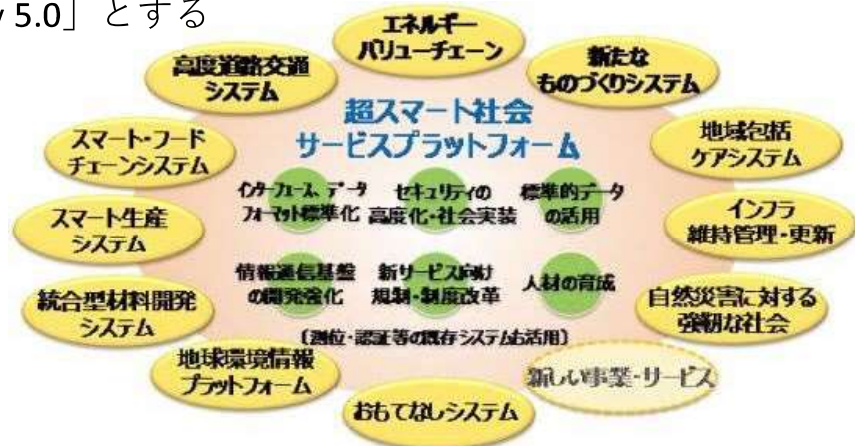 5.0」とする
エネルギー
バリューチェーン
高度道路交通
システム
新たな
ものづくりシステム
超スマート社会
サービスプラットフォーム
スマート・フード
チェーンシステム
地域包括
ケアシステム
インターフェース、データ
フォーマット標準化
セキュリティの
高度化・社会実装
標準的データ
の活用
スマート生産
システム
インフラ
維持管理・更新
情報通信基盤
の開発強化
新サービス向け
規制・制度改革
人材の育成
統合型材料開発
システム
自然災害に対する
強靭な社会
(測位・認証等の既存システムも活用)
地球環境情報
プラットフォーム
新しい事業・サービス
おもてなしシステム